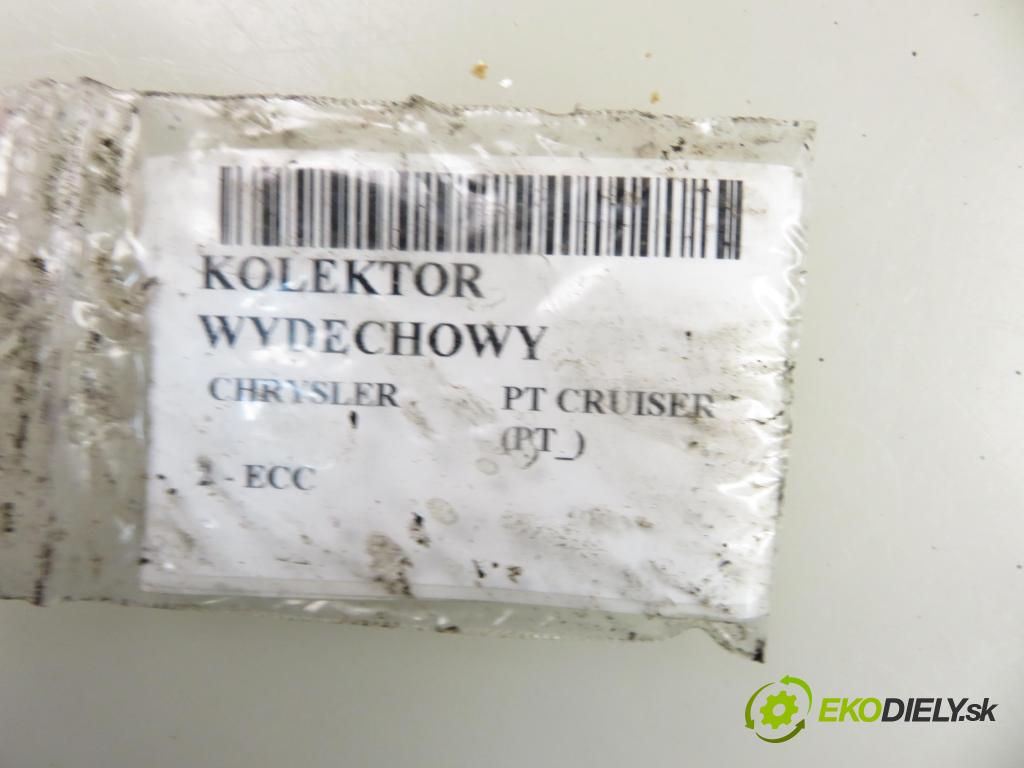 KOLEKTOR
WYDECHOWY
CHRYSLER PT CRUISER
(PT_)
2 - ECC
EKODIELY.sk